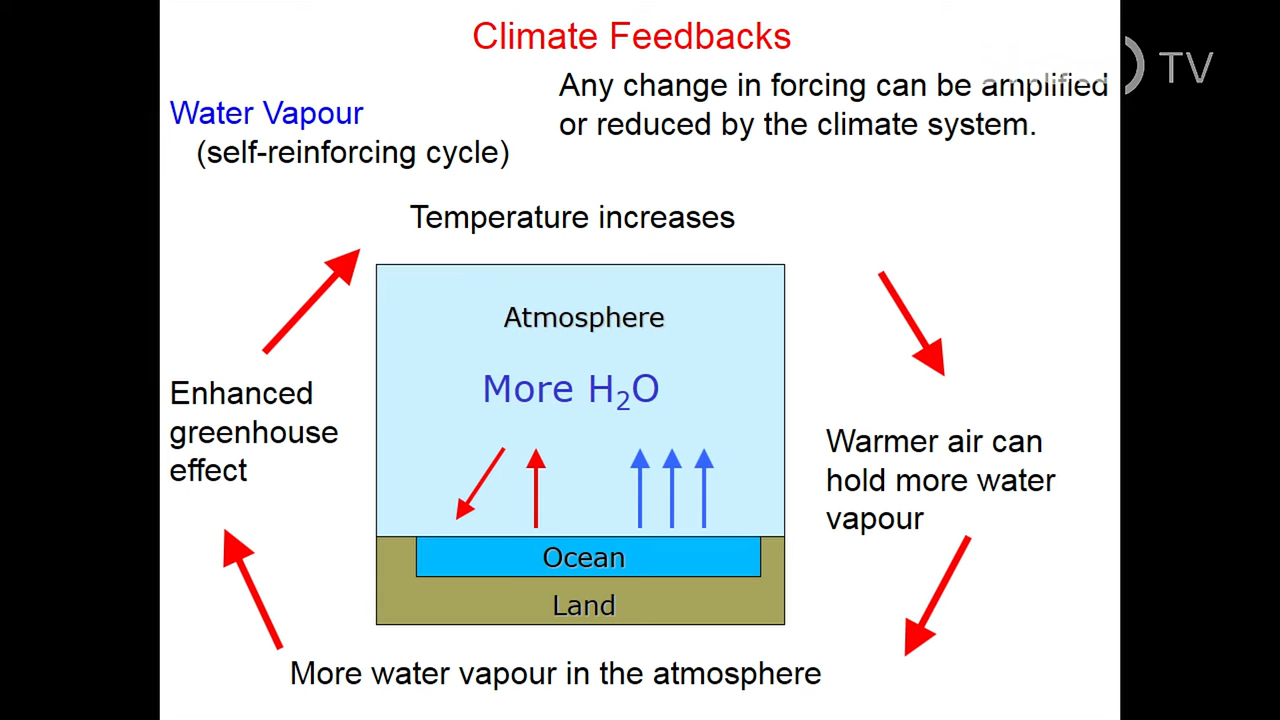 Climate Feedbacks
TV
Any change in forcing can be amplified
or reduced by the climate system.
Water Vapour
(self-reinforcing cycle)
Temperature increases
Atmosphere
More H₂O
Enhanced
greenhouse
effect
Warmer air can
hold more water
vapour
Ocean
Land
More water vapour in the atmosphere